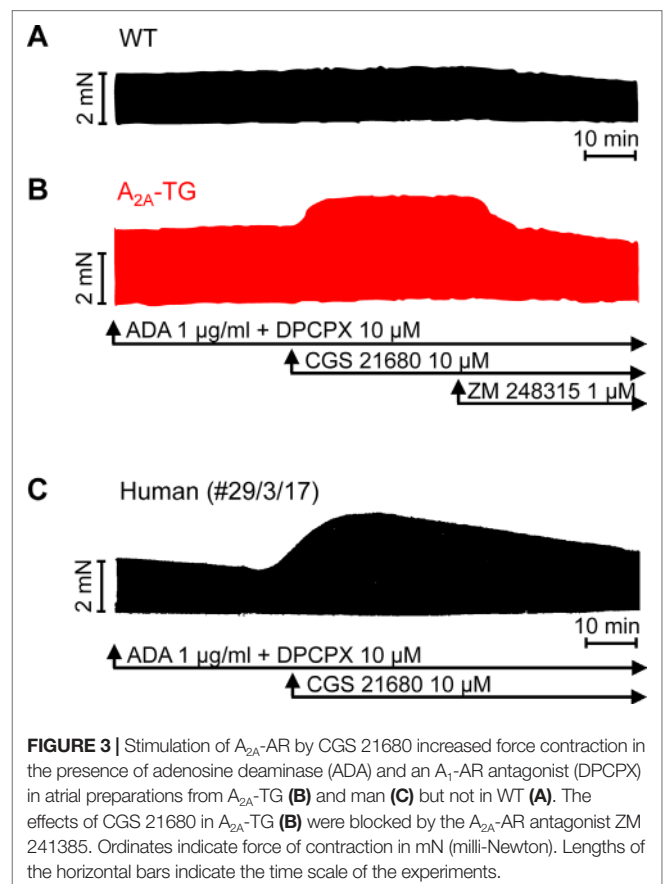 A WT
2 mN
10 min
B A2A-TG
2 mN
ADA 1 µg/ml + DPCPX 10 µM
CGS 21680 10 µM
ZM 248315 1 µM
C Human (#29/3/17)
2 mN
10 min
ADA 1 µg/ml + DPCPX 10 µM
CGS 21680 10 µM
FIGURE 3 | Stimulation of A2A-AR by CGS 21680 increased force contraction in
the presence of adenosine deaminase (ADA) and an A1-AR antagonist (DPCPX)
in atrial preparations from A2A-TG (B) and man (C) but not in WT (A). The
effects of CGS 21680 in A2A-TG (B) were blocked by the A2A-AR antagonist ZM
241385. Ordinates indicate force of contraction in mN (milli-Newton). Lengths of
the horizontal bars indicate the time scale of the experiments.